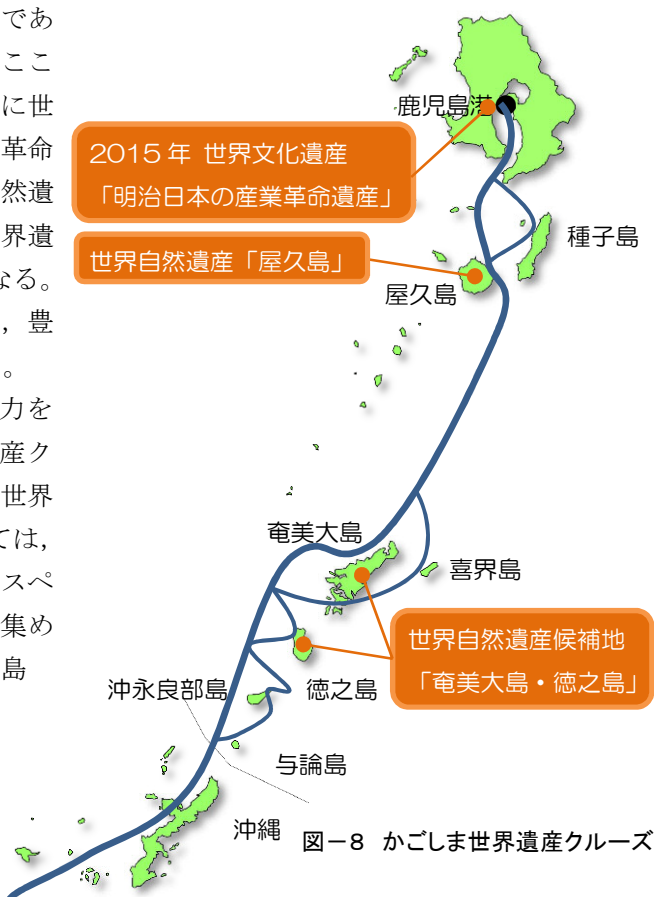 であ
ここ
に世
革命
然遺
界遺
なる。
，豊
。
力を
産ク
世界
ては，
スペ
集め
島
鹿児島港
2015年 世界文化遺産
「明治日本の産業革命遺産」
種子島
世界自然遺産「屋久島」
屋久島
奄美大島
喜界島
世界自然遺産候補地
「奄美大島・徳之島」
沖永良部島
徳之島
与論島
沖縄
図－8 かごしま世界遺産クルーズ